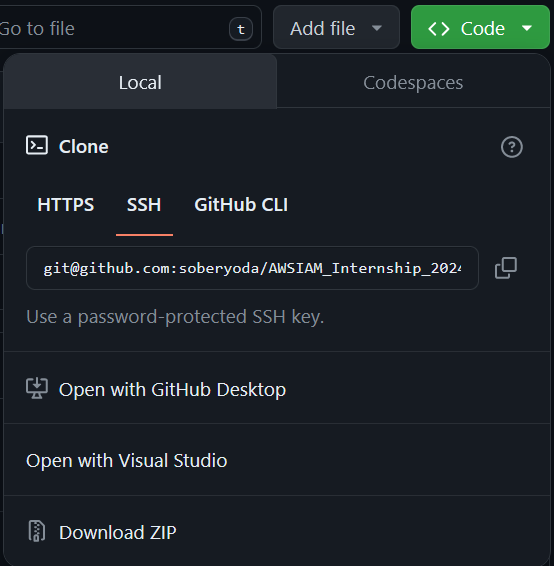 Go to file t Add file <> Code
Local Codespaces
Clone
HTTPS SSH GitHub CLI
git@github.com:soberyoda/AWSIAM_Internship_202
Use a password-protected SSH key.
Open with GitHub Desktop
Open with Visual Studio
Download ZIP